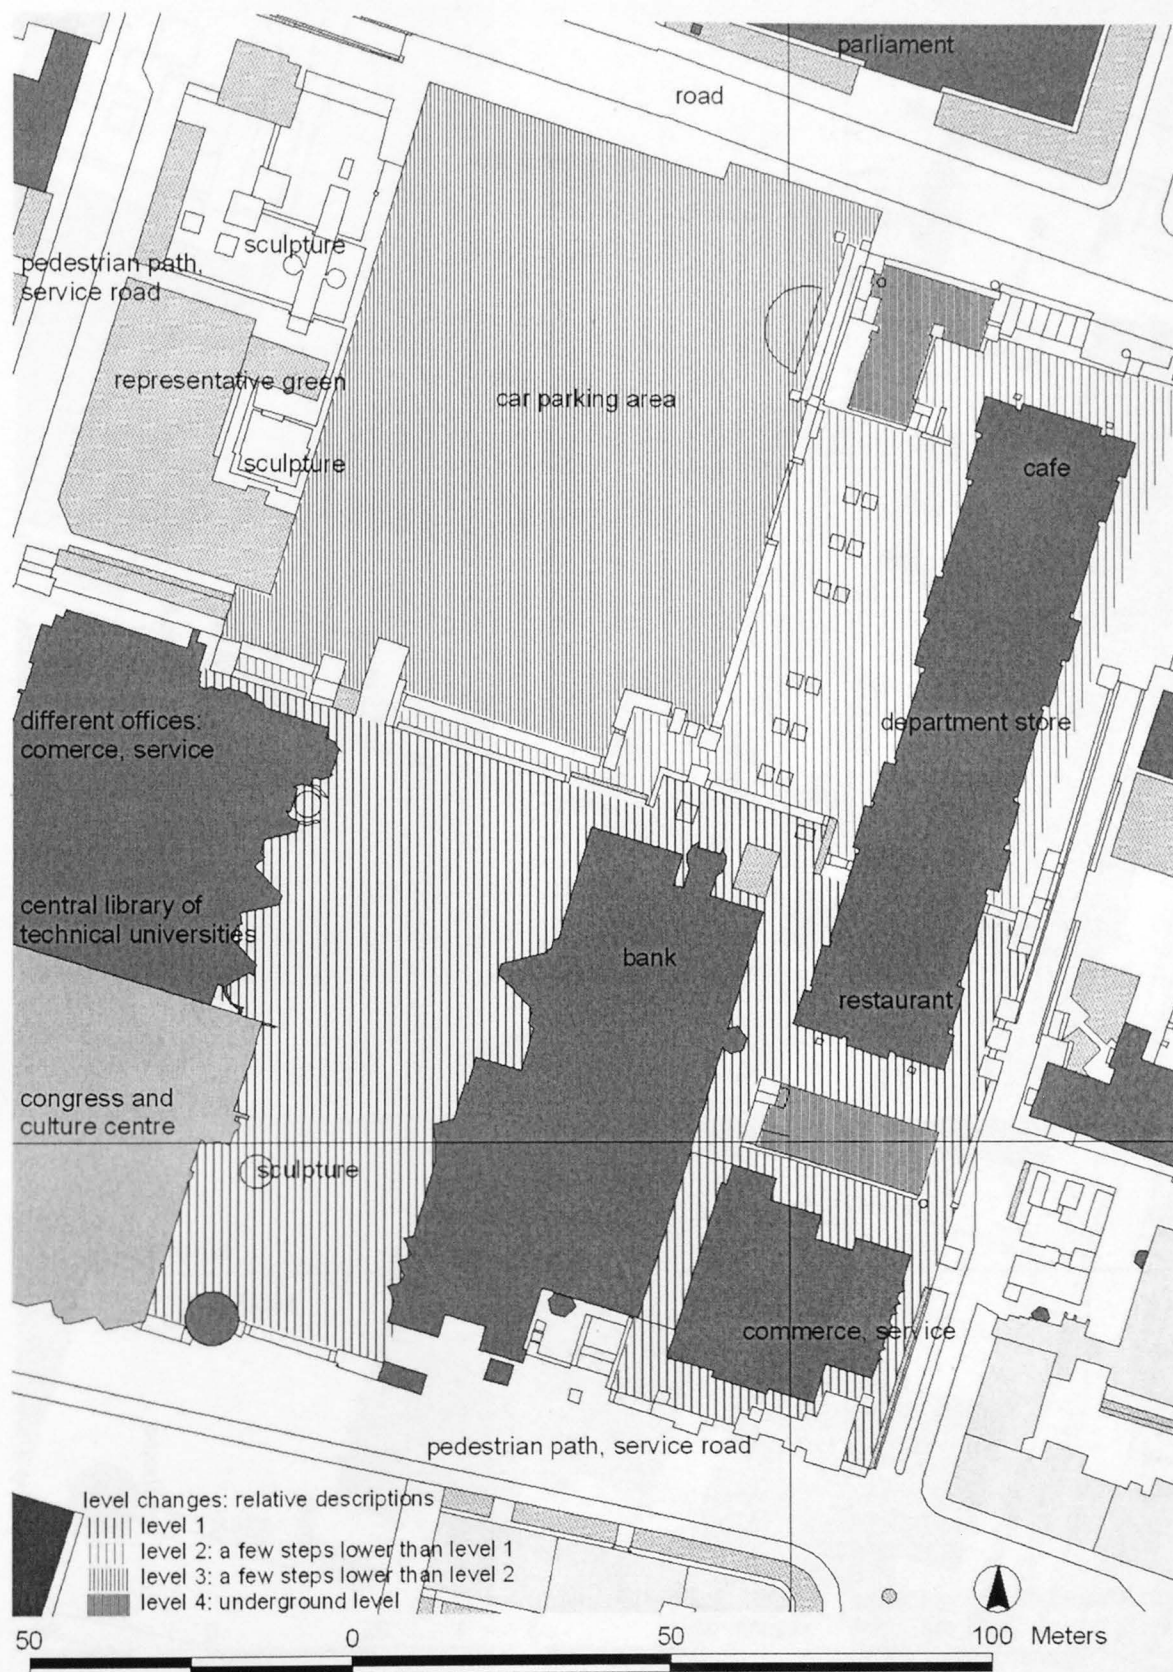 parliament
road
sculpture
pedestrian path,
service road
representative green
car parking area
sculpture
cafe
different offices:
comerce, service
department store
central library of
technical universities
bank
restaurant
congress and
culture centre
sculpture
commerce, service
pedestrian path, service road
level changes: relative descriptions
level 1
level 2: a few steps lower than level 1
level 3: a few steps lower than level 2
level 4: underground level
50 0 50 100 Meters